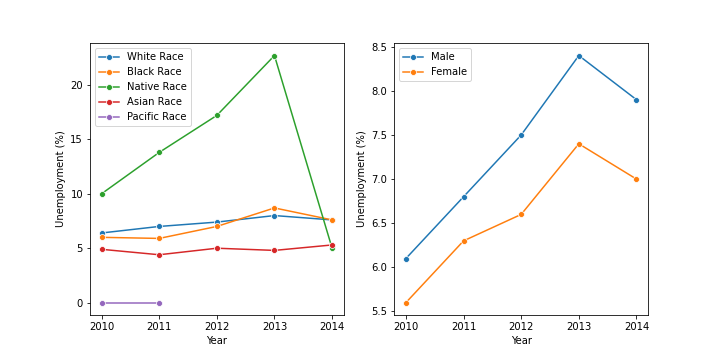 White Race
Black Race
Native Race
Asian Race
Pacific Race
Unemployment (%)
20
15
10
5
0
2010 2011 2012 2013 2014
Year
Male
Female
Unemployment (%)
8.5
8.0
7.5
7.0
6.5
6.0
5.5
2010 2011 2012 2013 2014
Year